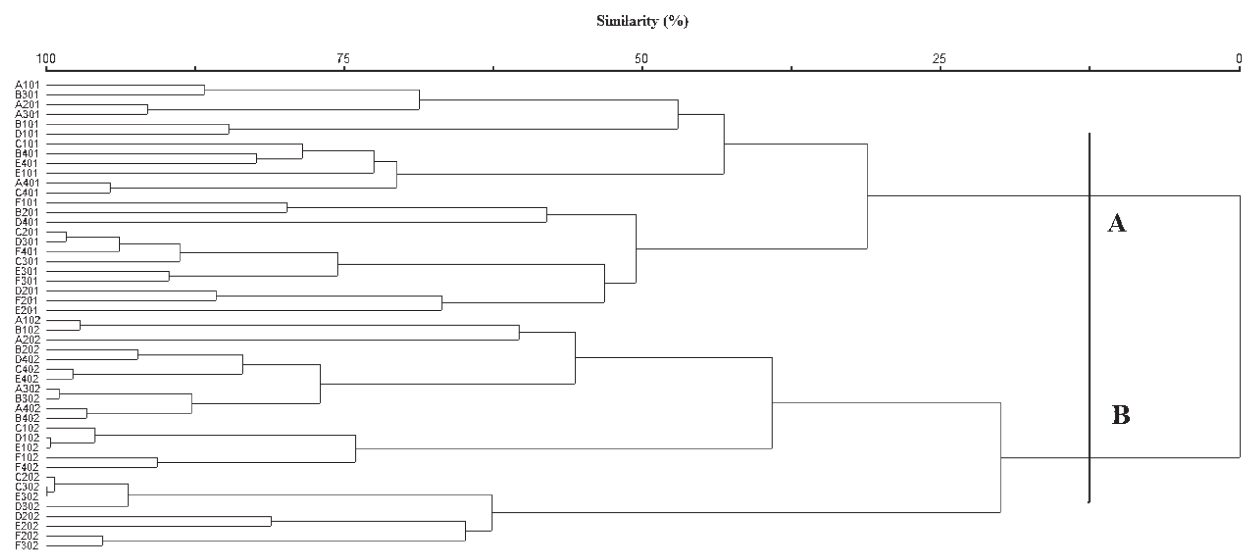 Similarity (%)
100 75 50 25 0
A101
B301
A201
A301
B101
D101
C101
B401
E401
E101
A401
C401
F101
B201
D401
C201
D301
F401
C301
E301
F301
D201
F201
E201
A102
B102
A202
B202
D402
C402
E402
A302
B302
A402
B402
C102
D102
E102
F102
F402
C202
C302
E302
D302
D202
E202
F202
F302
A
B